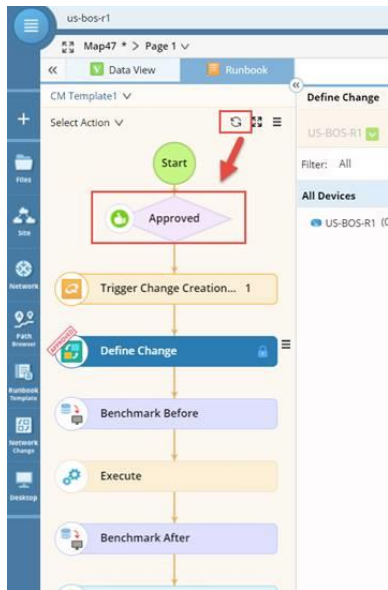 us-bos-r1
Map47 * > Page 1
Data View
Runbook
CM Template1
Select Action
Start
Approved
Trigger Change Creation... 1
APPROVED
Define Change
Benchmark Before
Execute
Benchmark After
Files
Site
Network
Path
Browser
Runbook
Template
Network
Change
Desktop
Define Change
US-BOS-R1
Filter: All
All Devices
US-BOS-R1 (